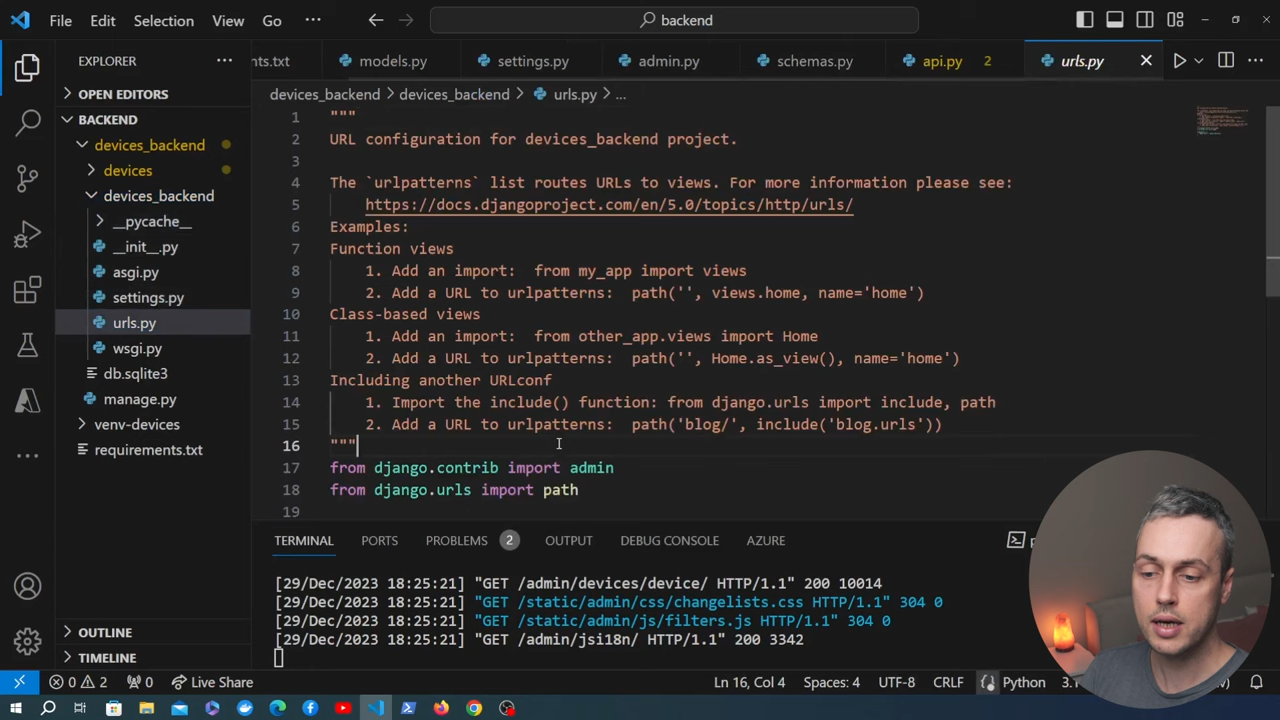 File Edit Selection View Go ··· backend
EXPLORER ···
nts.txt models.py settings.py admin.py schemas.py api.py 2 urls.py
OPEN EDITORS
BACKEND
devices_backend
devices
devices_backend
__pycache__
__init__.py
asgi.py
settings.py
urls.py
wsgi.py
db.sqlite3
manage.py
venv-devices
requirements.txt
OUTLINE
TIMELINE
devices_backend > devices_backend > urls.py > ...
1 """
2 URL configuration for devices_backend project.
3
4 The `urlpatterns` list routes URLs to views. For more information please see:
5 https://docs.djangoproject.com/en/5.0/topics/http/urls/
6 Examples:
7 Function views
8 1. Add an import:  from my_app import views
9 2. Add a URL to urlpatterns:  path('', views.home, name='home')
10 Class-based views
11 1. Add an import:  from other_app.views import Home
12 2. Add a URL to urlpatterns:  path('', Home.as_view(), name='home')
13 Including another URLconf
14 1. Import the include() function: from django.urls import include, path
15 2. Add a URL to urlpatterns:  path('blog/', include('blog.urls'))
16 """
17 from django.contrib import admin
18 from django.urls import path
19
TERMINAL PORTS PROBLEMS 2 OUTPUT DEBUG CONSOLE AZURE
[29/Dec/2023 18:25:21] "GET /admin/devices/device/ HTTP/1.1" 200 10014
[29/Dec/2023 18:25:21] "GET /static/admin/css/changelists.css HTTP/1.1" 304 0
[29/Dec/2023 18:25:21] "GET /static/admin/js/filters.js HTTP/1.1" 304 0
[29/Dec/2023 18:25:21] "GET /admin/jsi18n/ HTTP/1.1" 200 3342
0 2 0 Live Share Ln 16, Col 4 Spaces: 4 UTF-8 CRLF Python